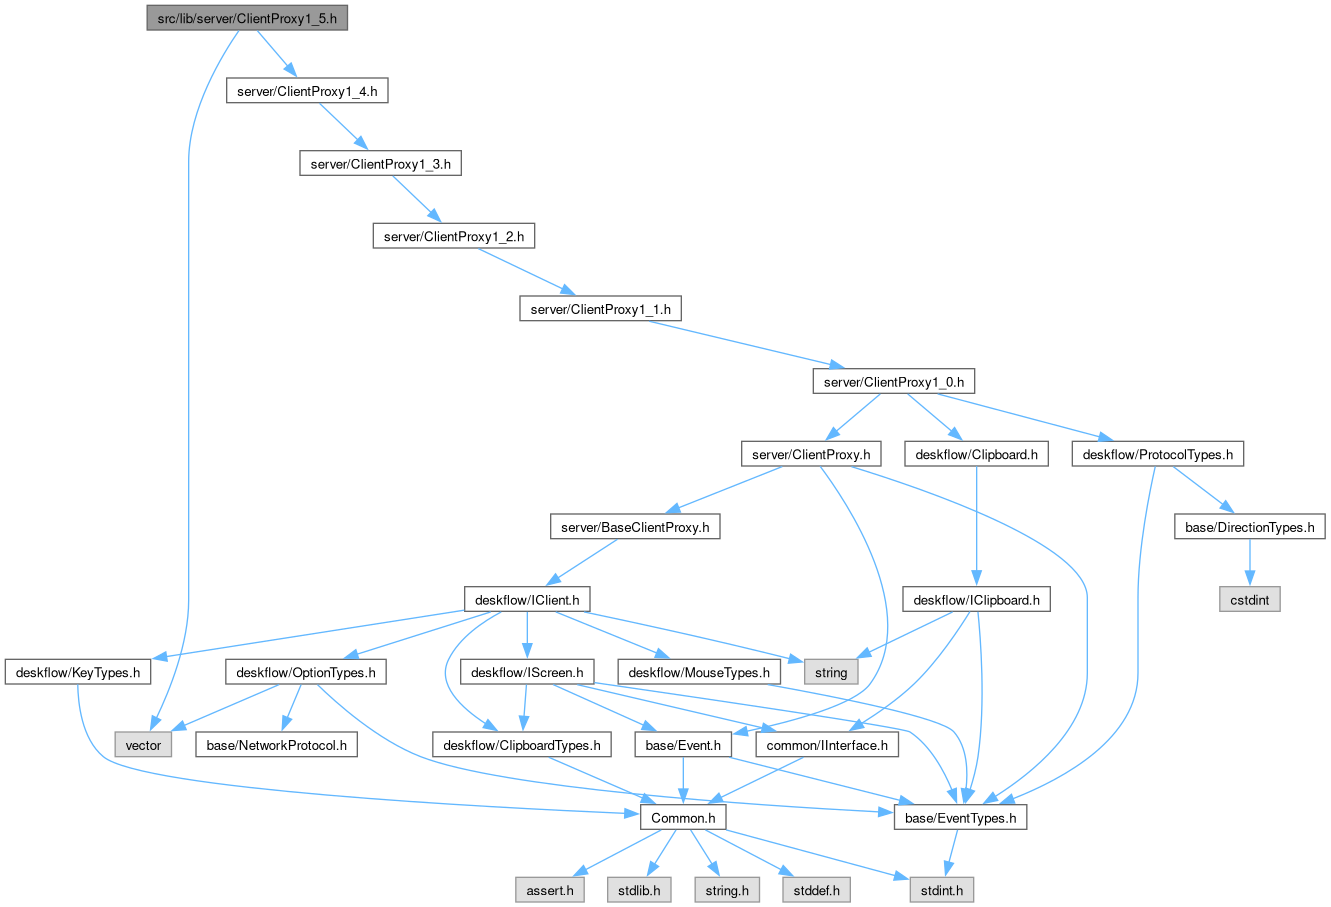 src/lib/server/ClientProxy1_5.h
server/ClientProxy1_4.h
server/ClientProxy1_3.h
server/ClientProxy1_2.h
server/ClientProxy1_1.h
server/ClientProxy1_0.h
server/ClientProxy.h
deskflow/Clipboard.h
deskflow/ProtocolTypes.h
server/BaseClientProxy.h
base/DirectionTypes.h
deskflow/IClient.h
deskflow/IClipboard.h
cstdint
deskflow/KeyTypes.h
deskflow/OptionTypes.h
deskflow/IScreen.h
deskflow/MouseTypes.h
string
vector
base/NetworkProtocol.h
deskflow/ClipboardTypes.h
base/Event.h
common/IInterface.h
Common.h
base/EventTypes.h
assert.h
stdlib.h
string.h
stddef.h
stdint.h